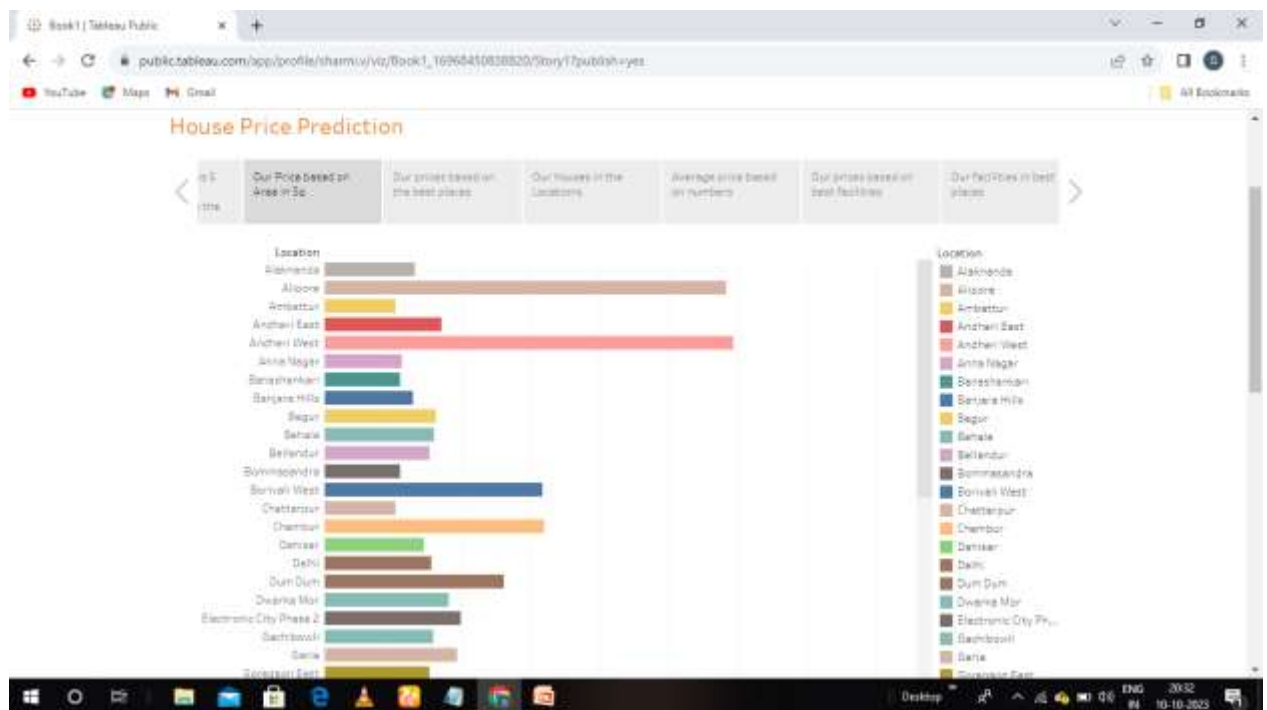 Book1 | Tableau Public
public.tableau.com/app/profile/sharmi.v/viz/Book1_16968450838820/Story1?publish=yes
YouTube Maps Gmail All Bookmarks
House Price Prediction
Our Price based on Area in Sq
Our prices based on the best places
Our houses in the Locations
Average price based on numbers
Our prices based on best facilities
Our facilities in best places
Location
Alaknanda
Alipore
Ambattur
Andheri East
Andheri West
Anna Nagar
Banashankari
Banjara Hills
Begur
Behala
Bellandur
Bommasandra
Borivali West
Chattarpur
Chembur
Dahisar
Delhi
Dum Dum
Dwarka Mor
Electronic City Phase 2
Gachibowli
Garia
Goregaon East
Location
Alaknanda
Alipore
Ambattur
Andheri East
Andheri West
Anna Nagar
Banashankari
Banjara Hills
Begur
Behala
Bellandur
Bommasandra
Borivali West
Chattarpur
Chembur
Dahisar
Delhi
Dum Dum
Dwarka Mor
Electronic City Ph...
Gachibowli
Garia
Goregaon East
Desktop
ENG
IN
20:32
10-10-2023